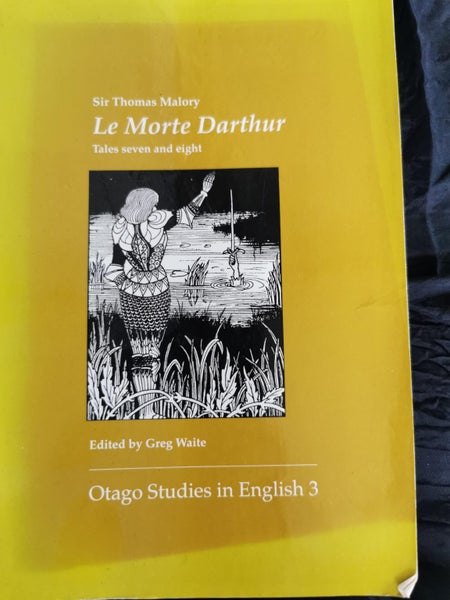 Sir Thomas Malory
Le Morte Darthur
Tales seven and eight
Edited by Greg Waite
Otago Studies in English 3